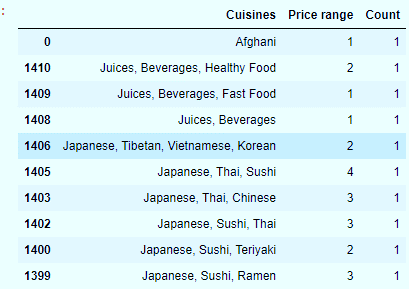 :
Cuisines Price range Count
0 Afghani 1 1
1410 Juices, Beverages, Healthy Food 2 1
1409 Juices, Beverages, Fast Food 1 1
1408 Juices, Beverages 1 1
1406 Japanese, Tibetan, Vietnamese, Korean 2 1
1405 Japanese, Thai, Sushi 4 1
1403 Japanese, Thai, Chinese 3 1
1402 Japanese, Sushi, Thai 3 1
1400 Japanese, Sushi, Teriyaki 2 1
1399 Japanese, Sushi, Ramen 3 1